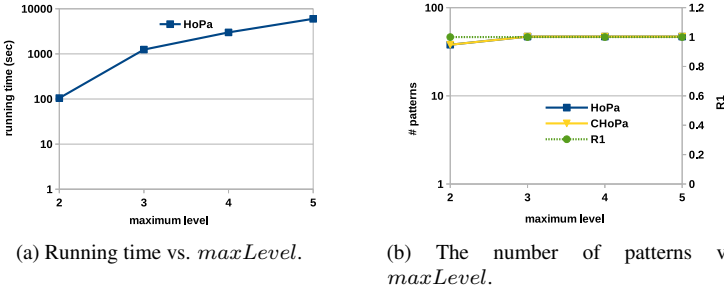 10000
1000
100
10
1
running time (sec)
HoPa
2 3 4 5
maximum level
(a) Running time vs. maxLevel.
100
10
1
# patterns
HoPa
CHoPa
R1
1,2
1
0,8
0,6
0,4
0,2
0
R1
2 3 4 5
maximum level
(b) The number of patterns v
maxLevel.